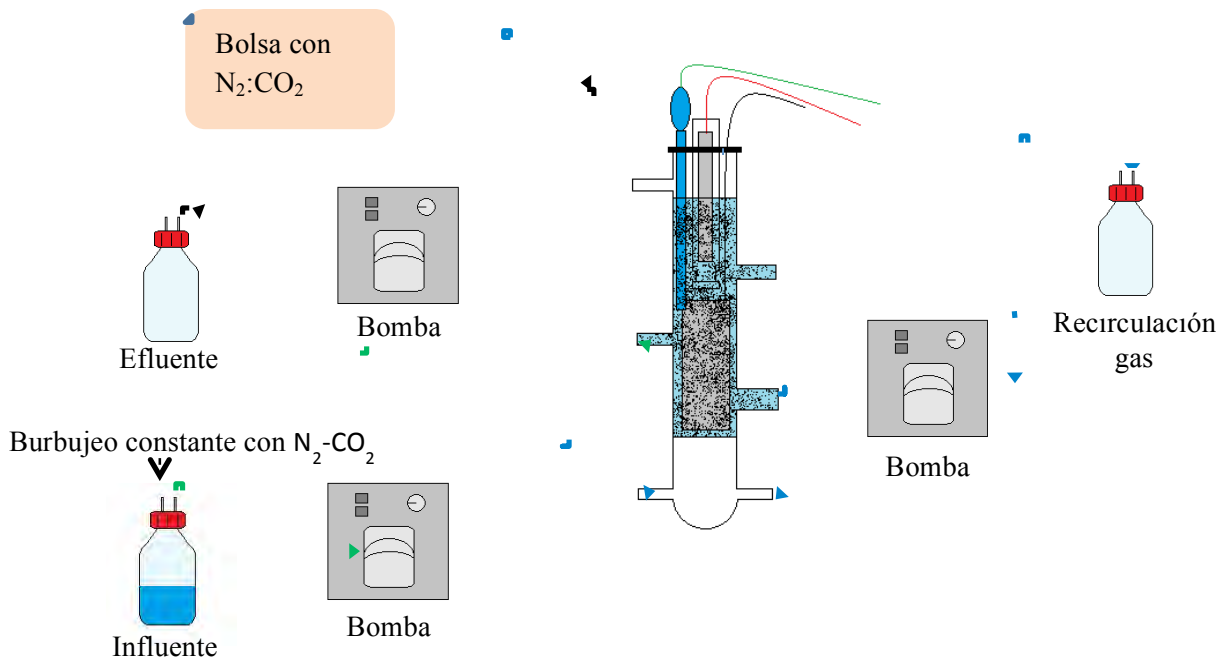 Bolsa con
N₂:CO₂
Bomba
Efluente
Recirculación
gas
Burbujeo constante con N₂-CO₂
Bomba
Bomba
Influente